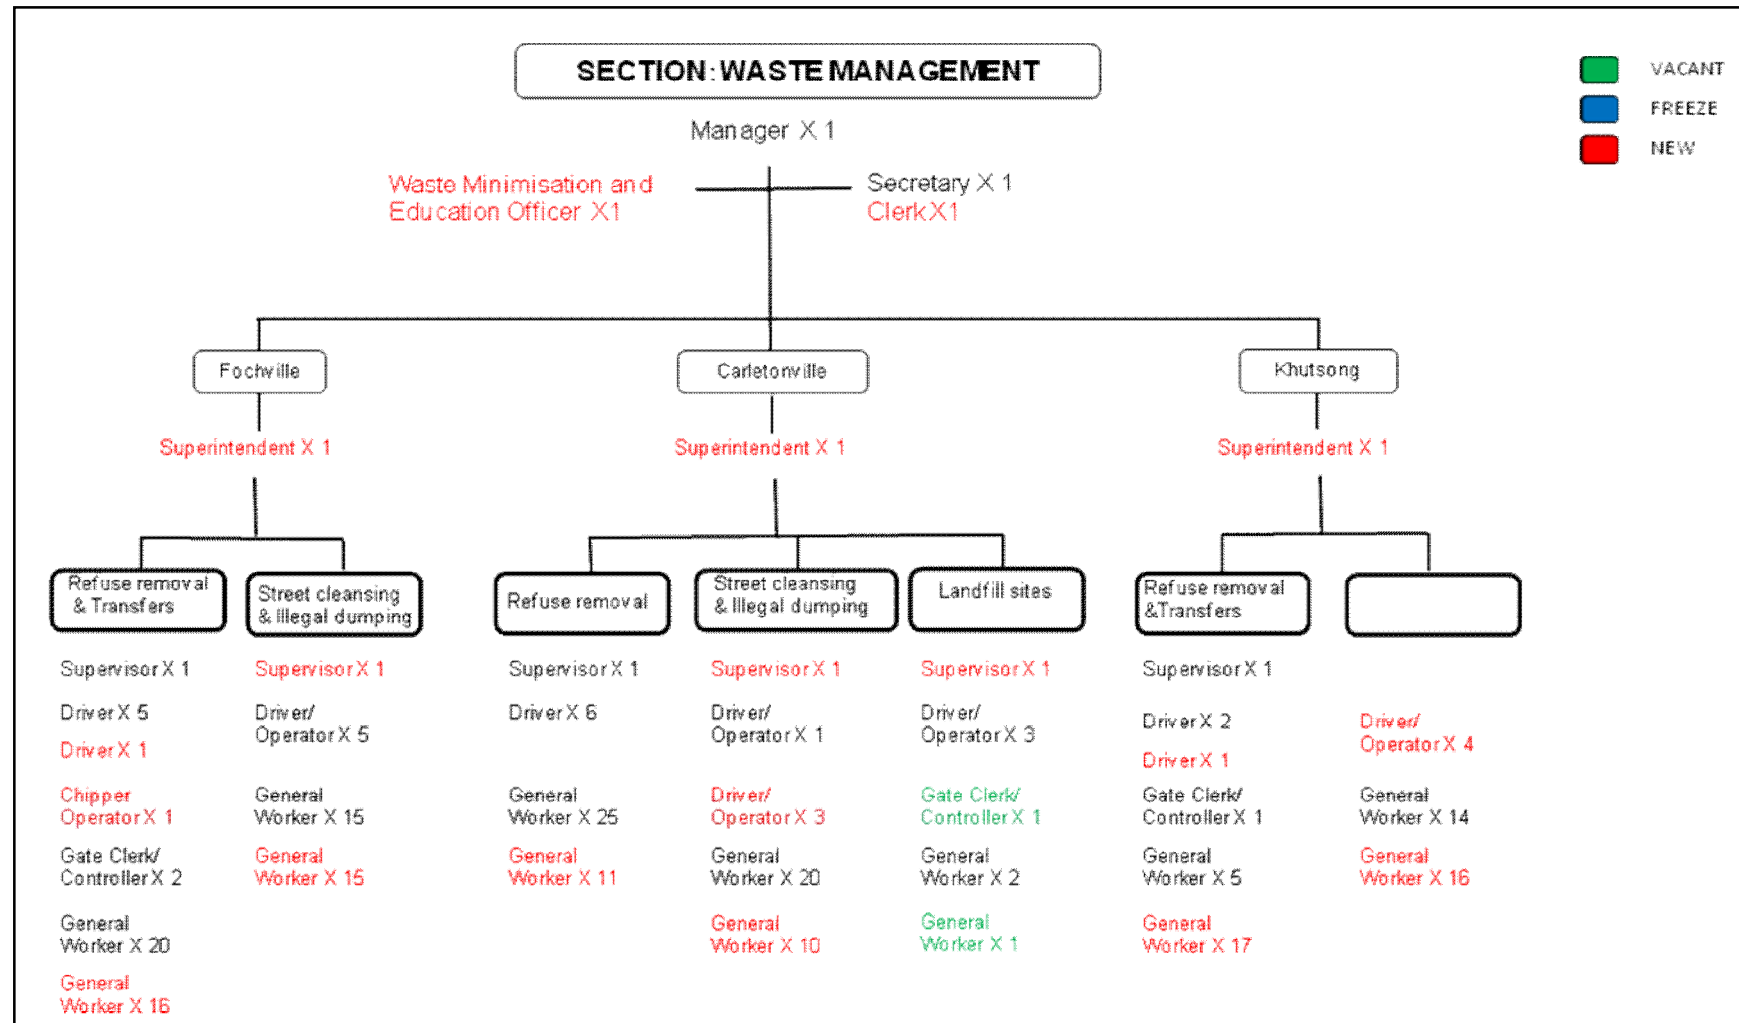 SECTION: WASTE MANAGEMENT
VACANT
FREEZE
NEW
Manager X 1
Waste Minimisation and
Education Officer X1
Secretary X 1
Clerk X1
Fochville
Carletonville
Khutsong
Superintendent X 1
Superintendent X 1
Superintendent X 1
Refuse removal
& Transfers
Supervisor X 1
Driver X 5
Driver X 1
Chipper
Operator X 1
Gate Clerk/
Controller X 2
General
Worker X 20
General
Worker X 16
Street cleansing
& Illegal dumping
Supervisor X 1
Driver/
Operator X 5
General
Worker X 15
General
Worker X 15
Refuse removal
Supervisor X 1
Driver X 6
General
Worker X 25
General
Worker X 11
Street cleansing
& Illegal dumping
Supervisor X 1
Driver/
Operator X 1
Driver/
Operator X 3
General
Worker X 20
General
Worker X 10
Landfill sites
Supervisor X 1
Driver/
Operator X 3
Gate Clerk/
Controller X 1
General
Worker X 2
General
Worker X 1
Refuse removal
&Transfers
Supervisor X 1
Driver X 2
Driver X 1
Gate Clerk/
Controller X 1
General
Worker X 5
General
Worker X 17
Driver/
Operator X 4
General
Worker X 14
General
Worker X 16